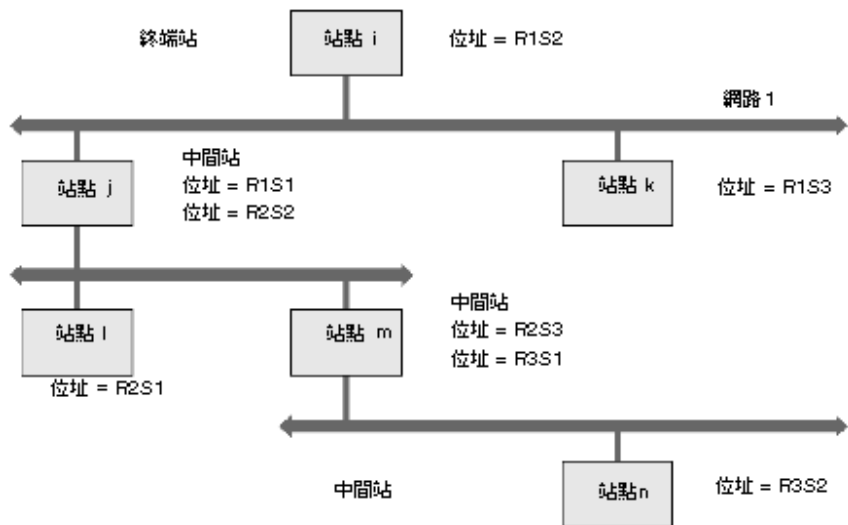 終端站
站點 i
位址 = R1S2
網路 1
站點 j
中間站
位址 = R1S1
位址 = R2S2
站點 k
位址 = R1S3
站點 l
位址 = R2S1
站點 m
中間站
位址 = R2S3
位址 = R3S1
中間站
站點n
位址 = R3S2